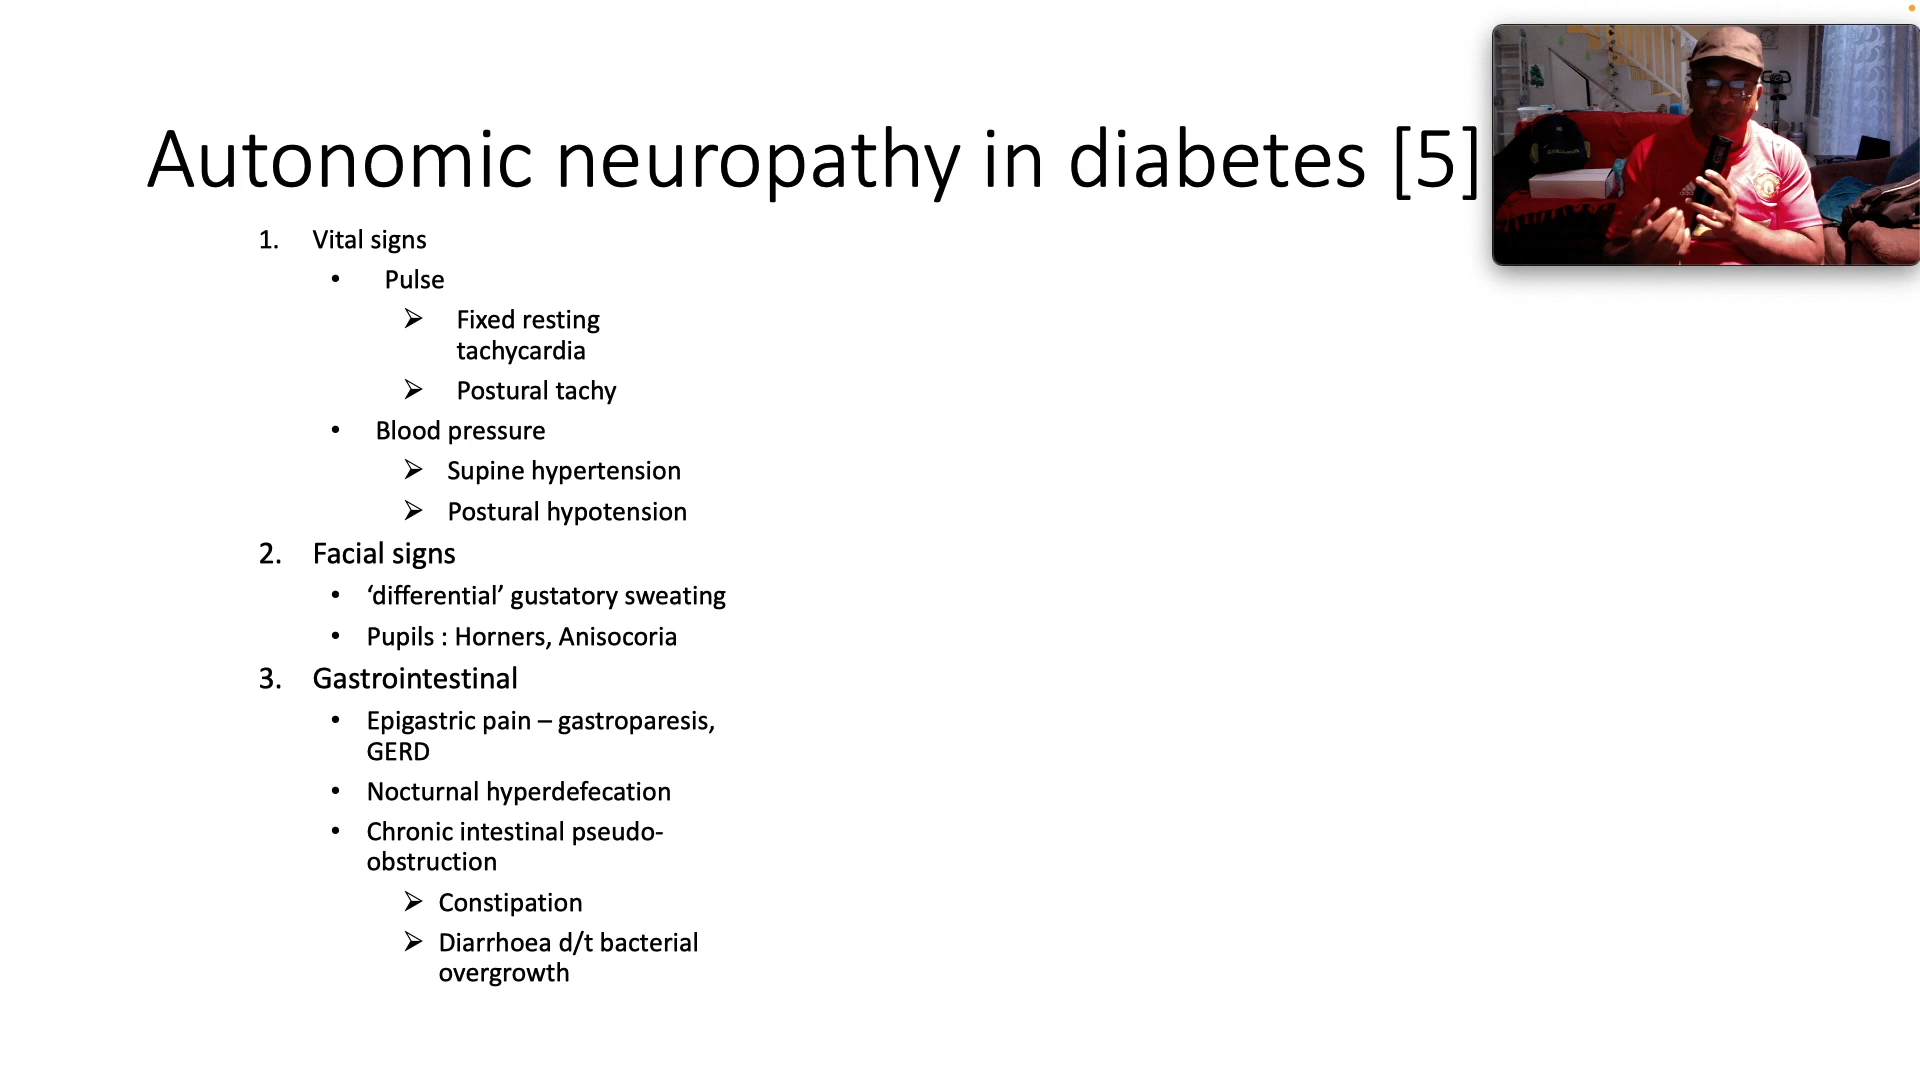 Autonomic neuropathy in diabetes [5]
1. Vital signs
• Pulse
➢ Fixed resting
tachycardia
➢ Postural tachy
• Blood pressure
➢ Supine hypertension
➢ Postural hypotension
2. Facial signs
• ‘differential’ gustatory sweating
• Pupils : Horners, Anisocoria
3. Gastrointestinal
• Epigastric pain – gastroparesis,
GERD
• Nocturnal hyperdefecation
• Chronic intestinal pseudo-
obstruction
➢ Constipation
➢ Diarrhoea d/t bacterial
overgrowth